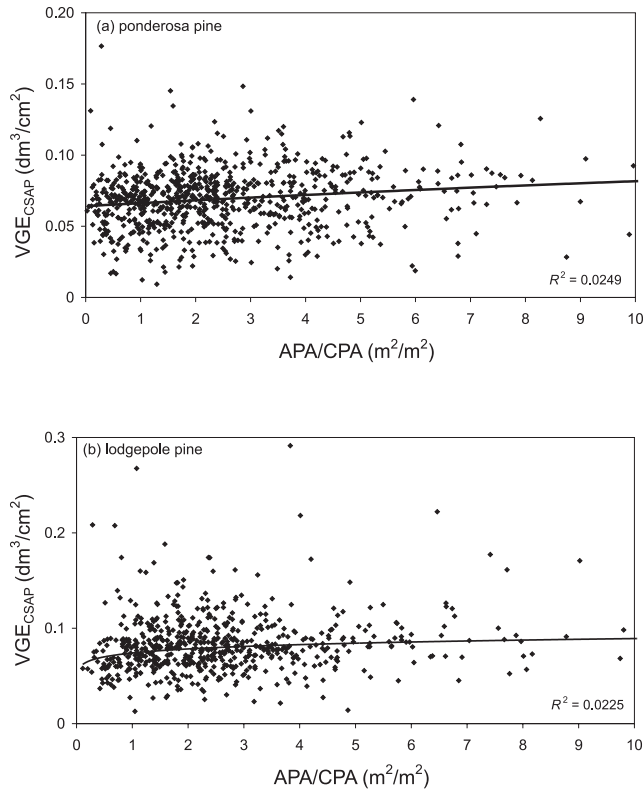 (a) ponderosa pine
0.20
0.15
0.10
0.05
0
VGE_CSAP (dm³/cm²)
R² = 0.0249
0 1 2 3 4 5 6 7 8 9 10
APA/CPA (m²/m²)
(b) lodgepole pine
0.3
0.2
0.1
0
VGE_CSAP (dm³/cm²)
R² = 0.0225
0 1 2 3 4 5 6 7 8 9 10
APA/CPA (m²/m²)